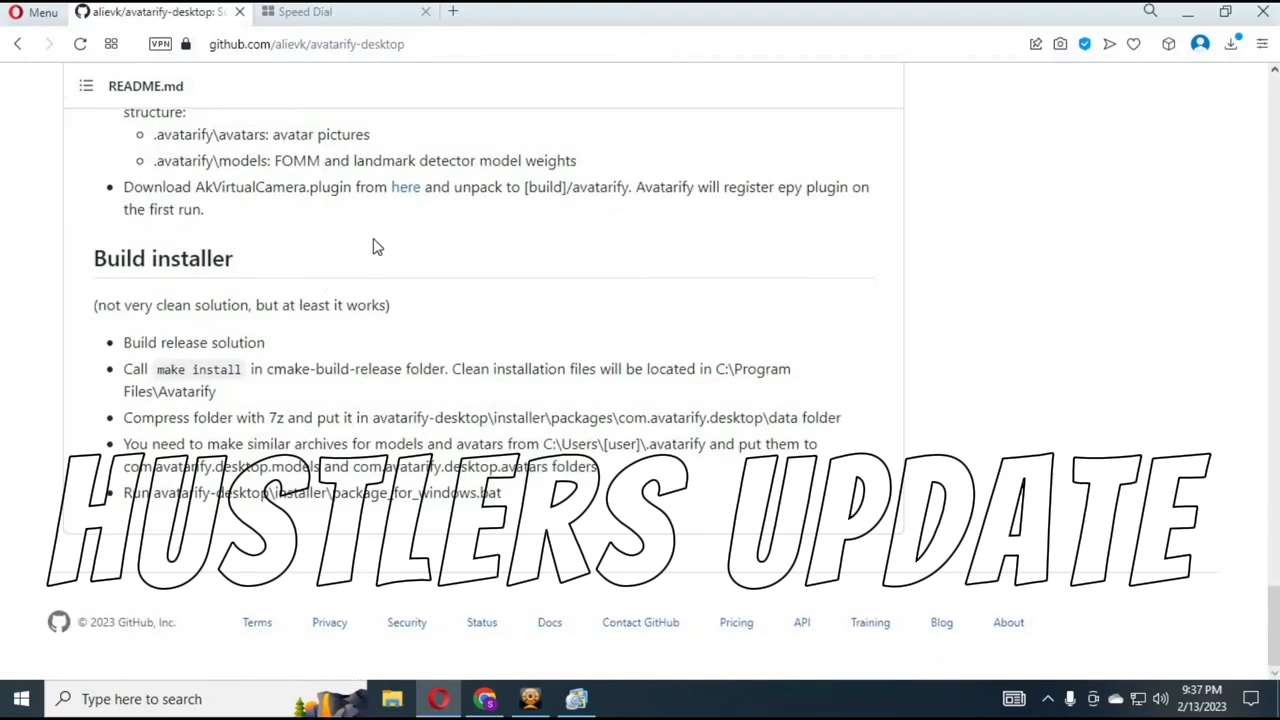 Menu
alievk/avatarify-desktop: Sc
Speed Dial
VPN
github.com/alievk/avatarify-desktop
README.md
structure:
.avatarify\avatars: avatar pictures
.avatarify\models: FOMM and landmark detector model weights
Download AkVirtualCamera.plugin from here and unpack to [build]/avatarify. Avatarify will register epy plugin on
the first run.
Build installer
(not very clean solution, but at least it works)
Build release solution
Call make install in cmake-build-release folder. Clean installation files will be located in C:\Program
Files\Avatarify
Compress folder with 7z and put it in avatarify-desktop\installer\packages\com.avatarify.desktop\data folder
You need to make similar archives for models and avatars from C:\Users\[user]\.avatarify and put them to
com.avatarify.desktop.models and com.avatarify.desktop.avatars folders
Run avatarify-desktop\installer\package_for_windows.bat
HUSTLERS UPDATE
© 2023 GitHub, Inc.
Terms
Privacy
Security
Status
Docs
Contact GitHub
Pricing
API
Training
Blog
About
Type here to search
9:37 PM
2/13/2023